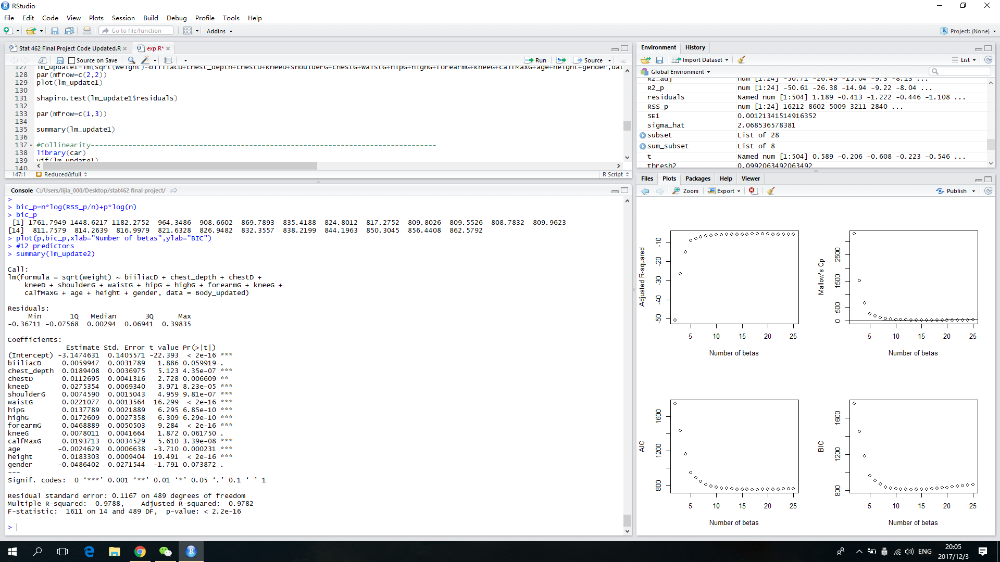 RStudio
File Edit Code View Plots Session Build Debug Profile Tools Help
Go to file/function Addins Project: (None)
Stat 462 Final Project Code Updated.R exp.R*
Source on Save Run Source
127 lm_update1=lm(sqrt(weight)~biiliacD+chest_depth+chestD+kneeD+shoulderG+chestG+waistG+hipG+highG+forearmG+kneeG+calfMaxG+age+height+gender,dat
128 par(mfrow=c(2,2))
129 plot(lm_update1)
130
131 shapiro.test(lm_update1$residuals)
132
133 par(mfrow=c(1,3))
134
135 summary(lm_update1)
136
137 #Collinearity-----------------------------------------------------------------------------------
138 library(car)
139 vif(lm_update1)
140
147:1 Reduced&full R Script
Console C:/Users/lijia_000/Desktop/stat462 final project/
>
> bic_p=n*log(RSS_p/n)+p*log(n)
> bic_p
[1] 1761.7949 1448.6217 1182.2752 964.3486 908.6602 869.7893 835.4188 824.8012 817.2752 809.8026 809.5526 808.7832 809.9623
[14] 811.7579 814.2639 816.9979 821.6328 826.9482 832.3557 838.2199 844.1963 850.3045 856.4408 862.5792
> plot(p,bic_p,xlab="Number of betas",ylab="BIC")
> #12 predictors
> summary(lm_update2)
Call:
lm(formula = sqrt(weight) ~ biiliacD + chest_depth + chestD +
kneeD + shoulderG + waistG + hipG + highG + forearmG + kneeG +
calfMaxG + age + height + gender, data = Body_updated)
Residuals:
Min 1Q Median 3Q Max
-0.36711 -0.07568 0.00294 0.06941 0.39835
Coefficients:
Estimate Std. Error t value Pr(>|t|)
(Intercept) -3.1474631 0.1405571 -22.393 < 2e-16 ***
biiliacD 0.0059947 0.0031789 1.886 0.059919 .
chest_depth 0.0189408 0.0036975 5.123 4.35e-07 ***
chestD 0.0112695 0.0041316 2.728 0.006609 **
kneeD 0.0275354 0.0069340 3.971 8.23e-05 ***
shoulderG 0.0074590 0.0015043 4.959 9.81e-07 ***
waistG 0.0221077 0.0013564 16.299 < 2e-16 ***
hipG 0.0137789 0.0021889 6.295 6.85e-10 ***
highG 0.0172609 0.0027358 6.309 6.29e-10 ***
forearmG 0.0468889 0.0050503 9.284 < 2e-16 ***
kneeG 0.0078011 0.0041664 1.872 0.061750 .
calfMaxG 0.0193713 0.0034529 5.610 3.39e-08 ***
age -0.0024629 0.0006638 -3.710 0.000231 ***
height 0.0183303 0.0009404 19.491 < 2e-16 ***
gender -0.0486402 0.0271544 -1.791 0.073872 .
---
Signif. codes: 0 ‘***’ 0.001 ‘**’ 0.01 ‘*’ 0.05 ‘.’ 0.1 ‘ ’ 1
Residual standard error: 0.1167 on 489 degrees of freedom
Multiple R-squared: 0.9788, Adjusted R-squared: 0.9782
F-statistic: 1611 on 14 and 489 DF, p-value: < 2.2e-16
>
Environment History
Import Dataset List
Global Environment
R2_adj num [1:24] -50.71 -26.49 -15.04 -9.3 -8.13 ...
R2_p num [1:24] -50.61 -26.38 -14.94 -9.22 -8.04 ...
residuals Named num [1:504] 1.189 -0.413 -1.222 -0.446 -1.108 ...
RSS_p num [1:24] 16212 8602 5009 3211 2840 ...
SE1 0.00121341514916352
sigma_hat 2.068536578381
subset List of 28
sum_subset List of 8
t Named num [1:504] 0.589 -0.206 -0.608 -0.223 -0.546 ...
thresh2 0.0992063492063492
Files Plots Packages Help Viewer
Zoom Export Publish
Adjusted R-squared
-10
-20
-30
-40
-50
5 10 15 20 25
Number of betas
Mallow's Cp
2500
1500
500
0
5 10 15 20 25
Number of betas
AIC
1600
1200
800
5 10 15 20 25
Number of betas
BIC
1600
1200
800
5 10 15 20 25
Number of betas
ENG
20:05
2017/12/3